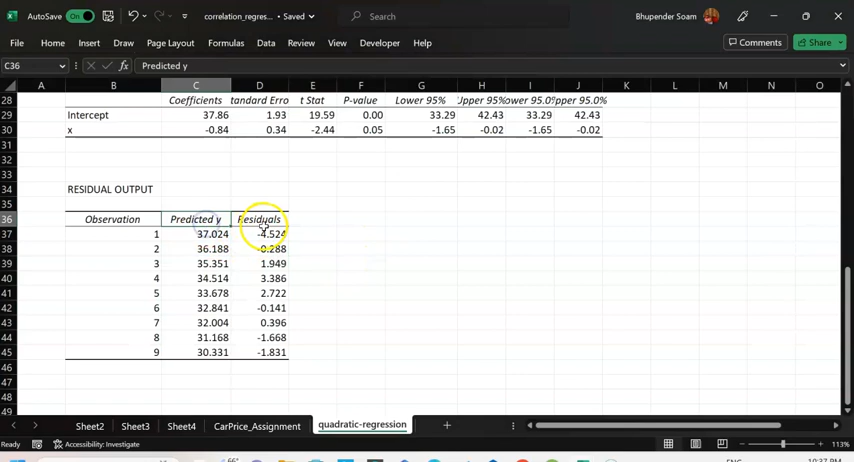 AutoSave On correlation_regres... • Saved Search Bhupender Soam
File Home Insert Draw Page Layout Formulas Data Review View Developer Help Comments Share
C36 fx Predicted y
A B C D E F G H I J K L M N O
28 Coefficients tandard Erro t Stat P-value Lower 95% Upper 95% ower 95.0% pper 95.0%
29 Intercept 37.86 1.93 19.59 0.00 33.29 42.43 33.29 42.43
30 x -0.84 0.34 -2.44 0.05 -1.65 -0.02 -1.65 -0.02
31
32
33
34 RESIDUAL OUTPUT
35
36 Observation Predicted y Residuals
37 1 37.024 -4.524
38 2 36.188 -0.288
39 3 35.351 1.949
40 4 34.514 3.386
41 5 33.678 2.722
42 6 32.841 -0.141
43 7 32.004 0.396
44 8 31.168 -1.668
45 9 30.331 -1.831
46
47
48
49
Sheet2 Sheet3 Sheet4 CarPrice_Assignment quadratic-regression
Ready Accessibility: Investigate 113%
66°